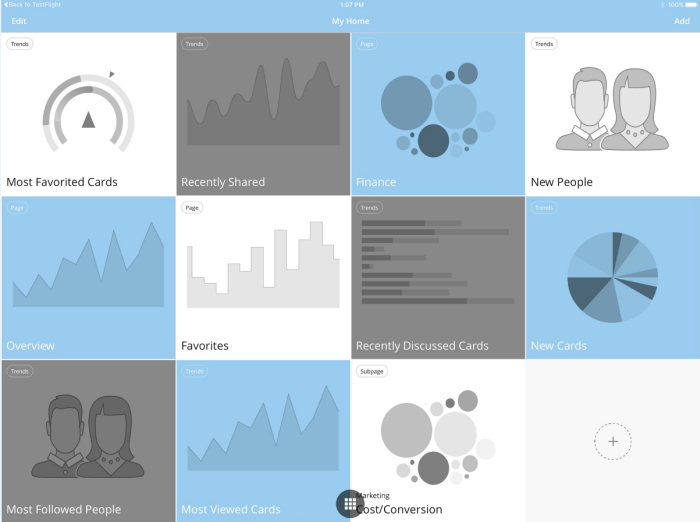 Back to TestFlight 1:07 PM 100%
Edit My Home Add
Trends
Most Favorited Cards
Trends
Recently Shared
Page
Finance
Trends
New People
Page
Overview
Page
Favorites
Trends
Recently Discussed Cards
Trends
New Cards
Trends
Most Followed People
Trends
Most Viewed Cards
Subpage
Marketing
Cost/Conversion